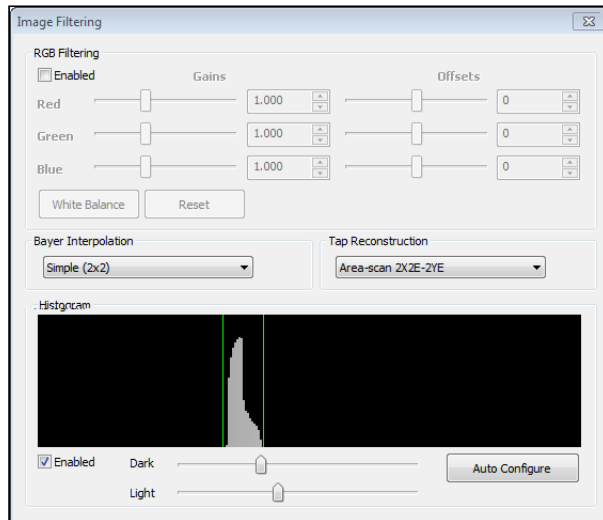 Image Filtering
RGB Filtering
Enabled Gains Offsets
Red 1.000 0
Green 1.000 0
Blue 1.000 0
White Balance Reset
Bayer Interpolation Tap Reconstruction
Simple (2x2) Area-scan 2X2E-2YE
Histogram
Enabled Dark Auto Configure
Light